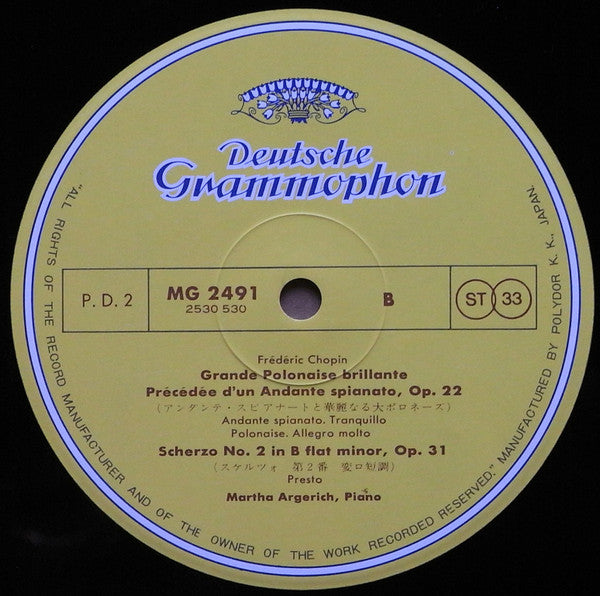 Deutsche
Grammophon
P. D. 2
MG 2491
2530 530
B
ST 33
Frédéric Chopin
Grande Polonaise brillante
Précédée d'un Andante spianato, Op. 22
(アンダンテ・スピアナートと華麗なる大ポロネーズ)
Andante spianato. Tranquillo
Polonaise. Allegro molto
Scherzo No. 2 in B flat minor, Op. 31
(スケルツォ 第2番 変ロ短調)
Presto
Martha Argerich, Piano
"ALL RIGHTS OF THE RECORD MANUFACTURER AND OF THE OWNER OF THE WORK RECORDED RESERVED." MANUFACTURED BY POLYDOR K. K., JAPAN.